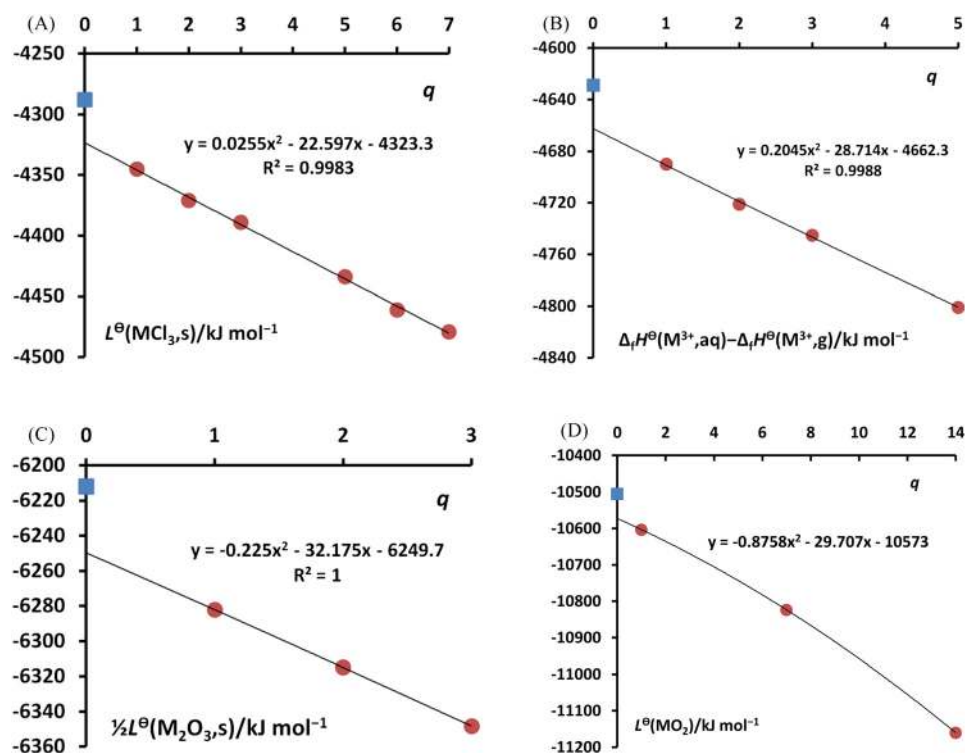 (A)
0 1 2 3 4 5 6 7
-4250
-4300
-4350
-4400
-4450
-4500
q
y = 0.0255x² - 22.597x - 4323.3
R² = 0.9983
L^⊖(MCl₃,s)/kJ mol⁻¹
(B)
0 1 2 3 4 5
-4600
-4640
-4680
-4720
-4760
-4800
-4840
q
y = 0.2045x² - 28.714x - 4662.3
R² = 0.9988
Δ_fH^⊖(M³⁺,aq)–Δ_fH^⊖(M³⁺,g)/kJ mol⁻¹
(C)
0 1 2 3
-6200
-6220
-6240
-6260
-6280
-6300
-6320
-6340
-6360
q
y = -0.225x² - 32.175x - 6249.7
R² = 1
½L^⊖(M₂O₃,s)/kJ mol⁻¹
(D)
0 2 4 6 8 10 12 14
-10400
-10500
-10600
-10700
-10800
-10900
-11000
-11100
-11200
q
y = -0.8758x² - 29.707x - 10573
L^⊖(MO₂)/kJ mol⁻¹